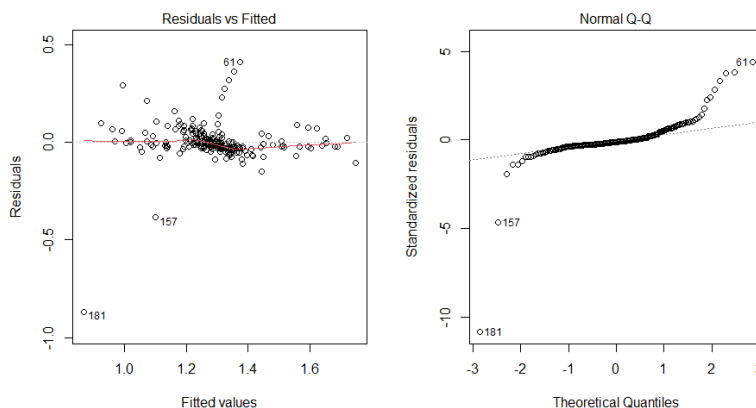 Residuals vs Fitted
0.5
0.0
-0.5
-1.0
Residuals
61
157
181
1.0 1.2 1.4 1.6
Fitted values
Normal Q-Q
5
0
-5
-10
Standardized residuals
61
157
181
-3 -2 -1 0 1 2 3
Theoretical Quantiles